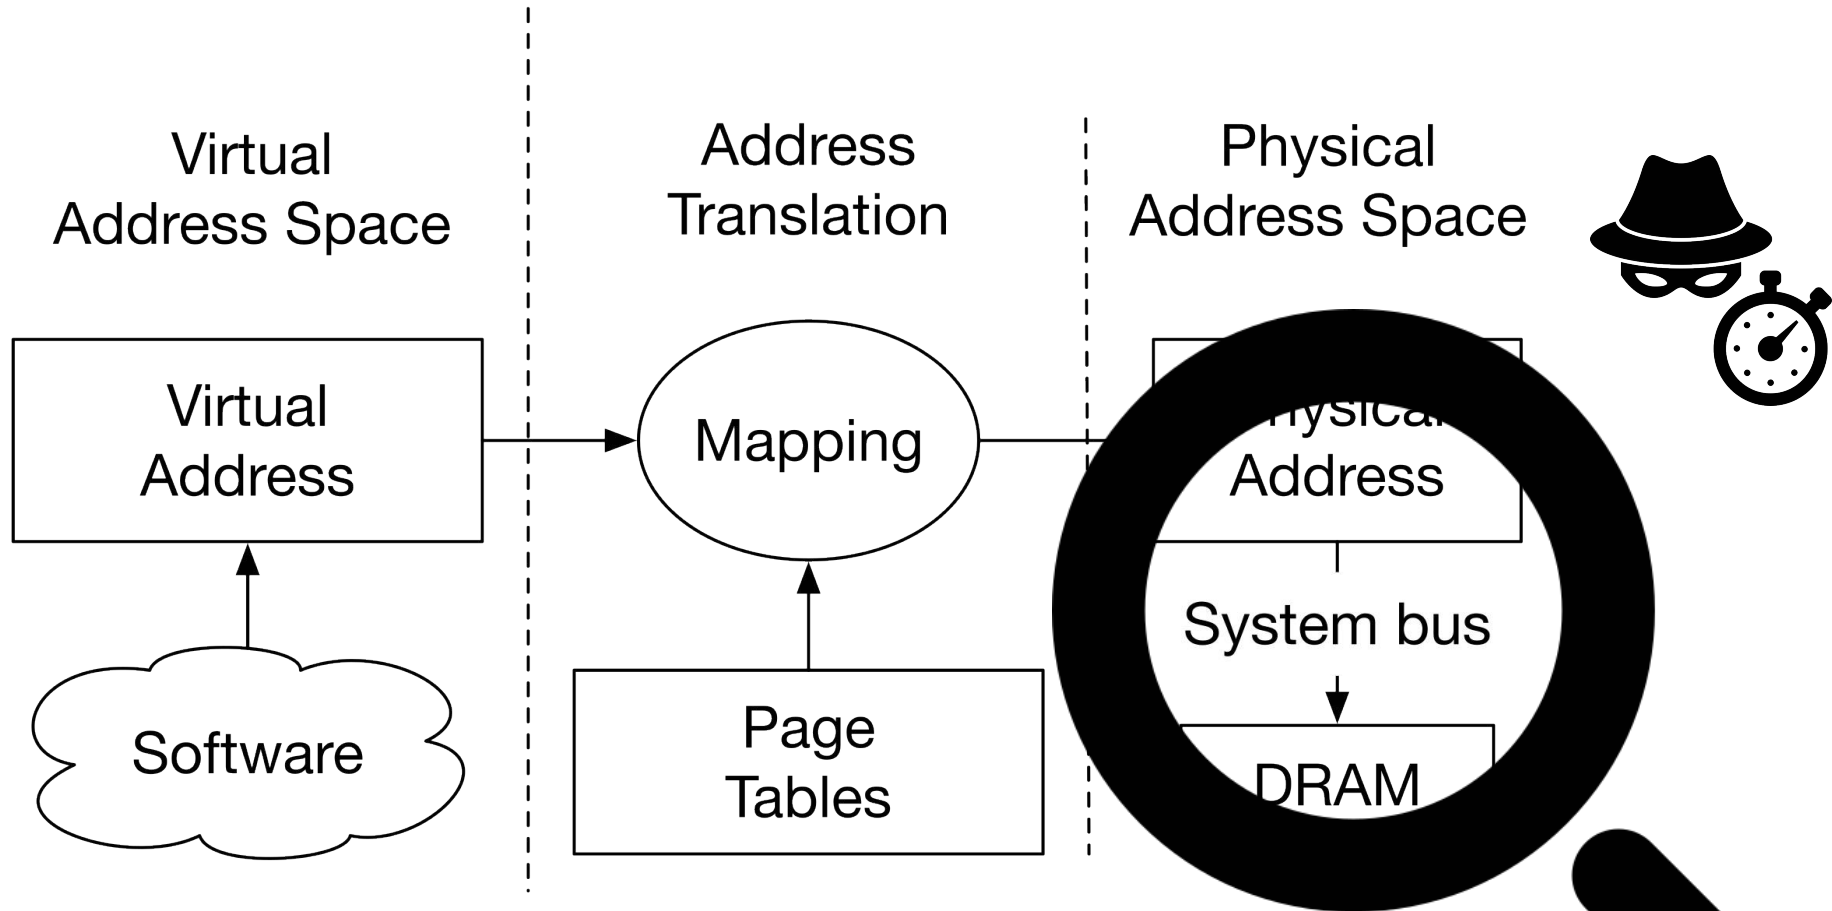 Virtual
Address Space
Address
Translation
Physical
Address Space
Virtual
Address
Mapping
Address
System bus
Software
Page
Tables
DRAM